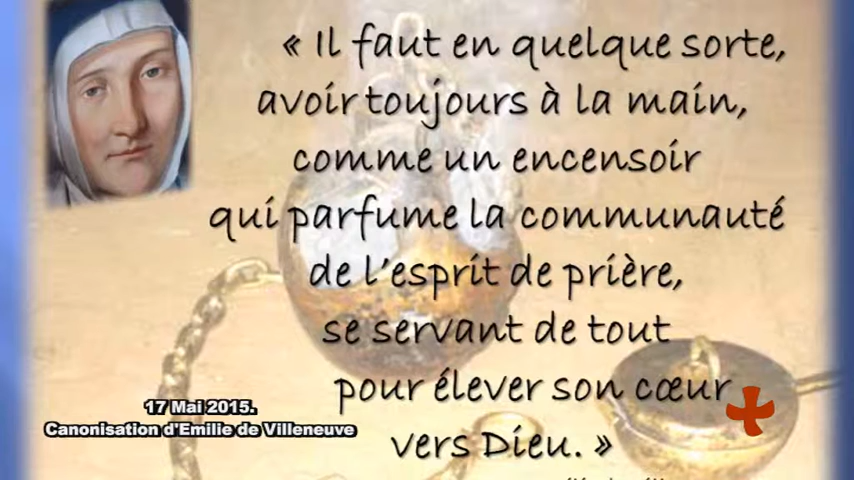 « Il faut en quelque sorte,
avoir toujours à la main,
comme un encensoir
qui parfume la communauté
de l'esprit de prière,
se servant de tout
pour élever son cœur
vers Dieu. »
17 Mai 2015.
Canonisation d'Emilie de Villeneuve